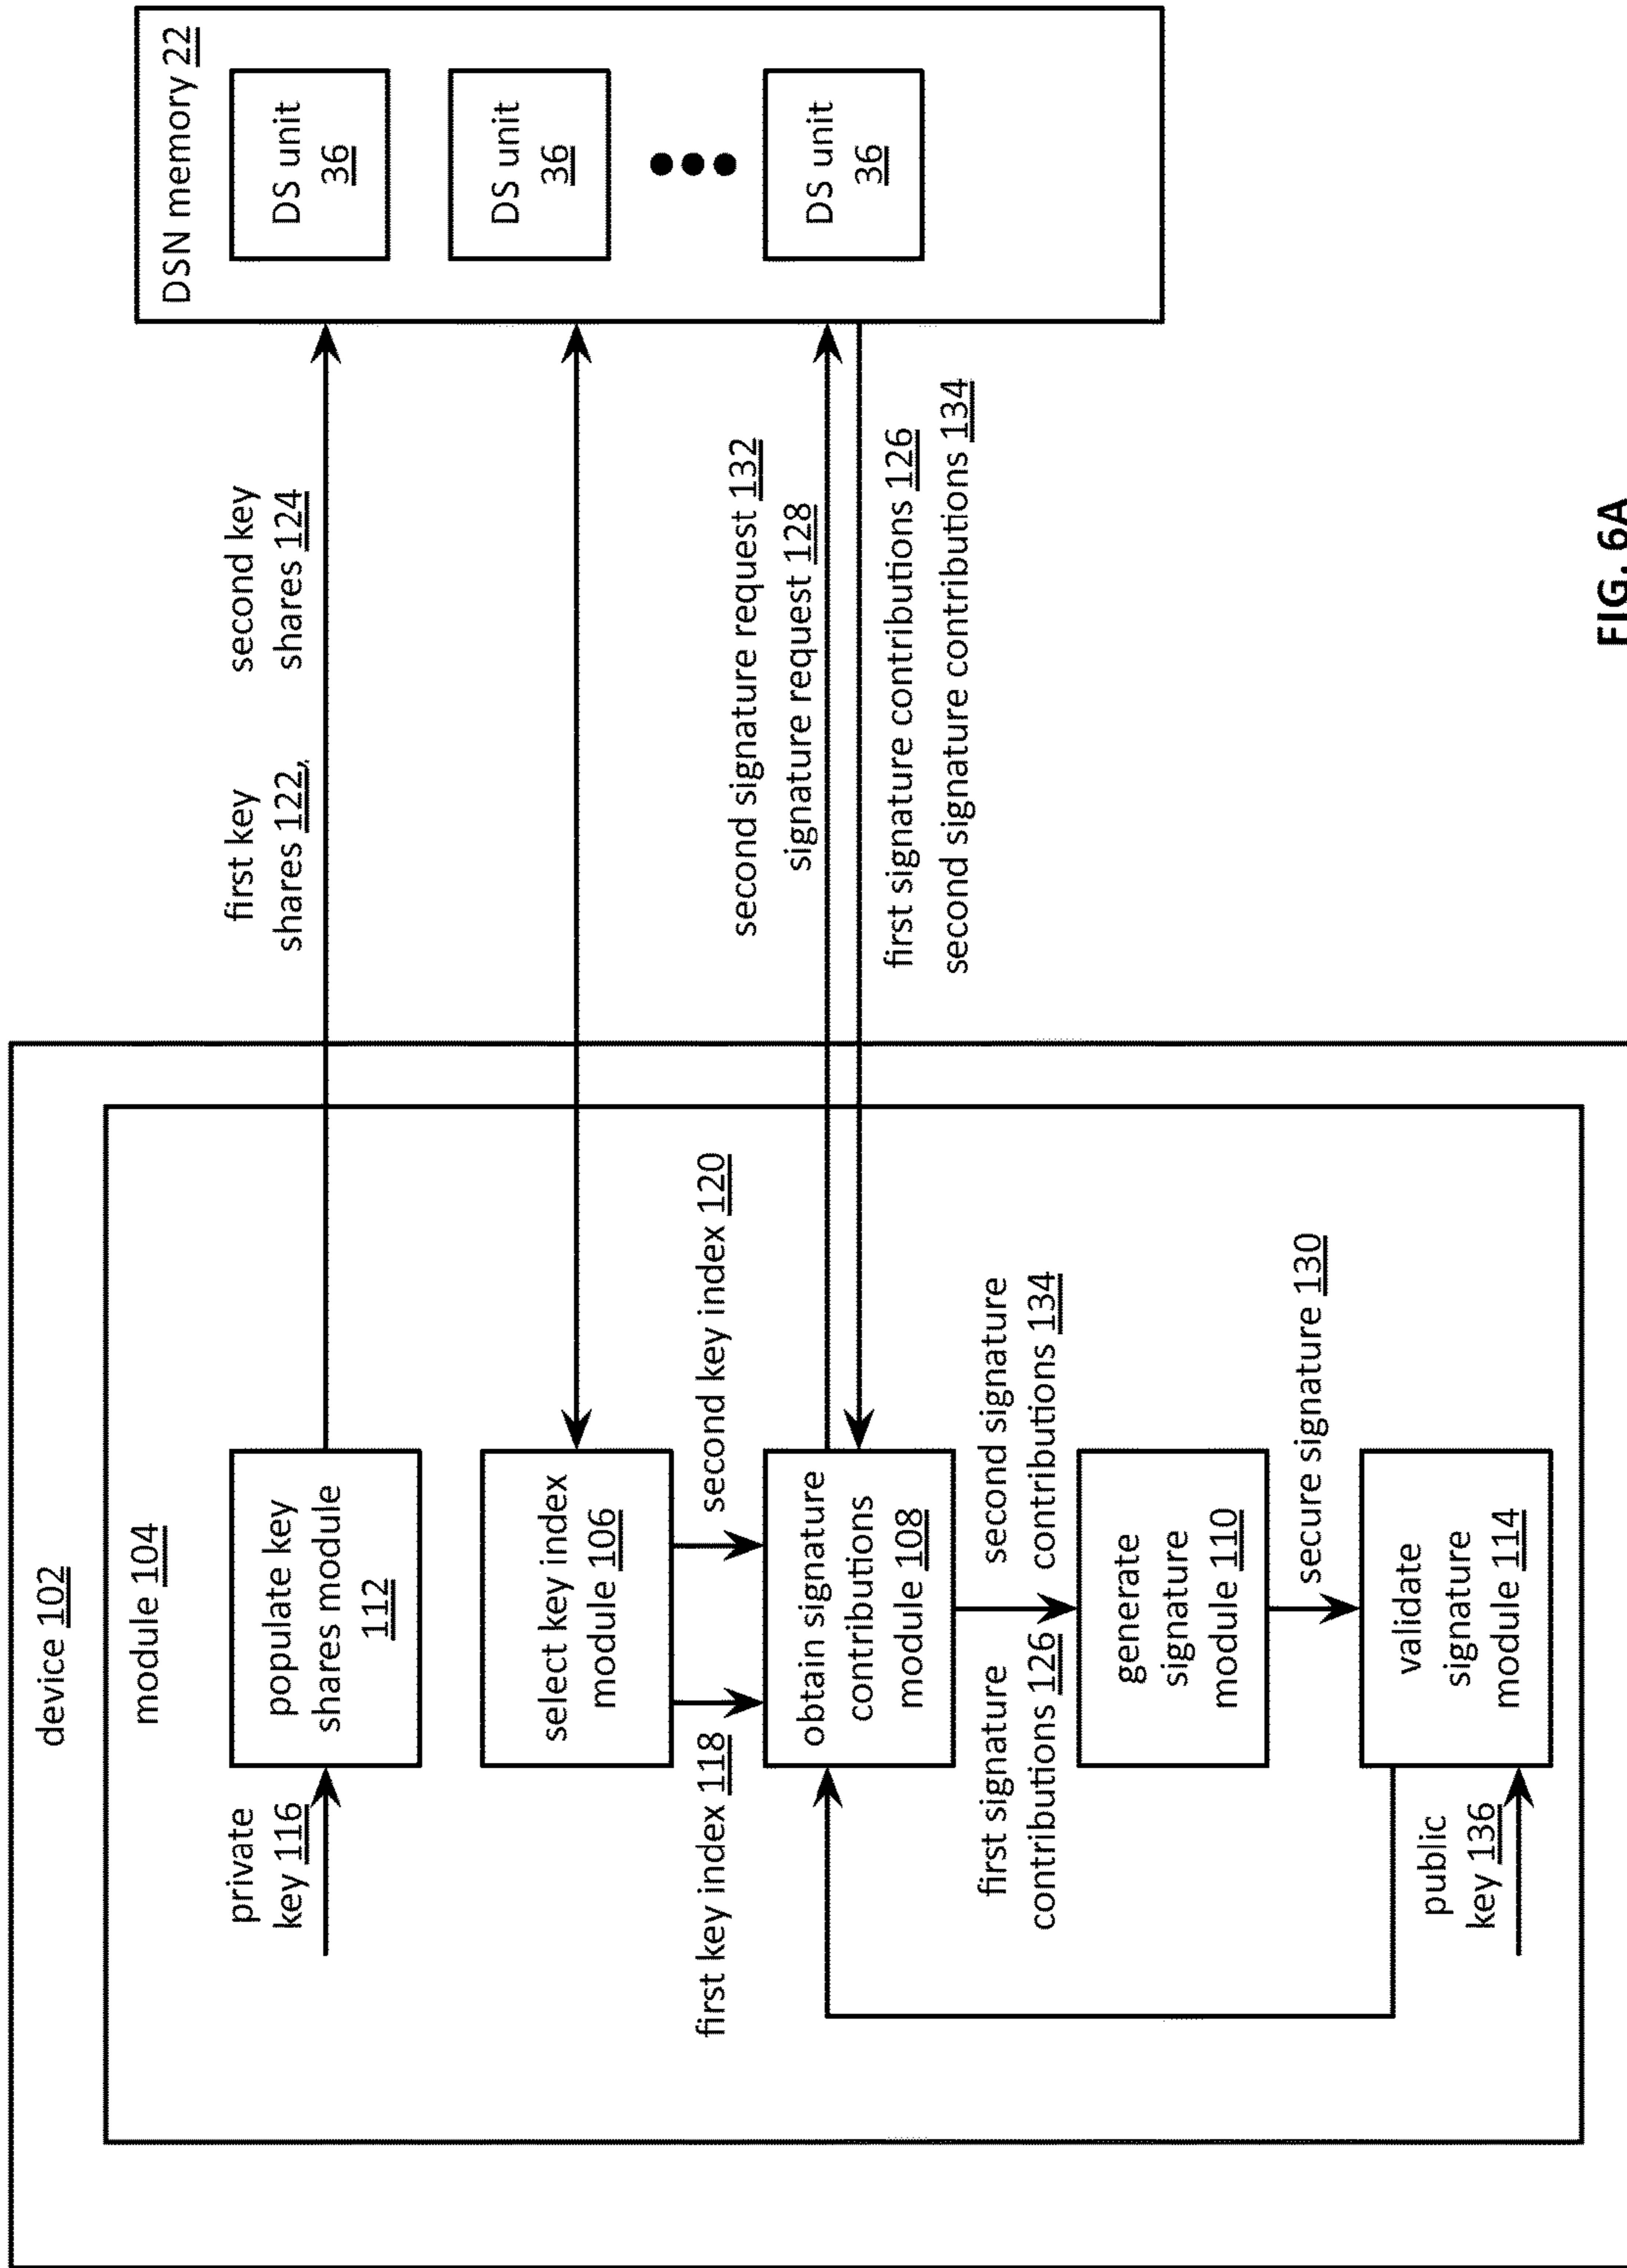 device 102
module 104
private
key 116
populate key
shares module
112
first key
shares 122,
second key
shares 124
DSN memory 22
DS unit
36
DS unit
36
DS unit
36
select key index
module 106
first key index 118
second key index 120
second signature request 132
signature request 128
obtain signature
contributions
module 108
first signature contributions 126
second signature contributions 134
first signature
contributions 126
second signature
contributions 134
generate
signature
module 110
secure signature 130
public
key 136
validate
signature
module 114
FIG. 6A